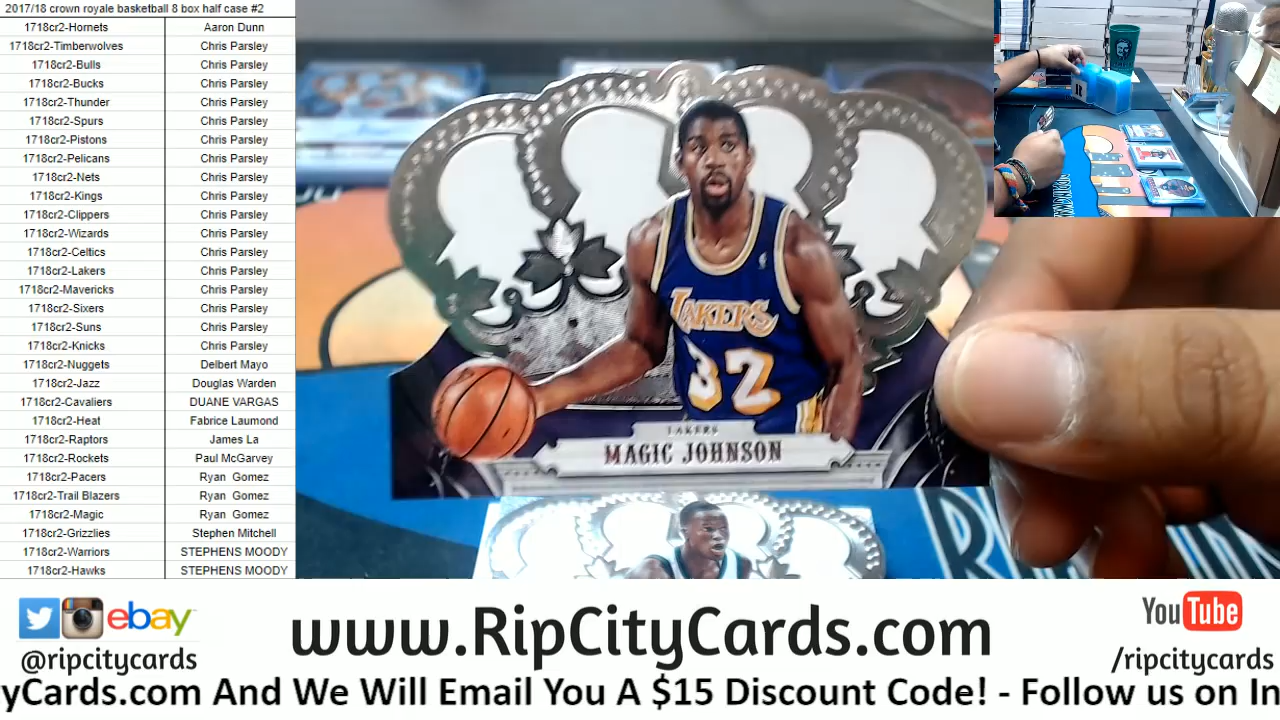 2017/18 crown royale basketball 8 box half case #2
1718cr2-Hornets Aaron Dunn
1718cr2-Timberwolves Chris Parsley
1718cr2-Bulls Chris Parsley
1718cr2-Bucks Chris Parsley
1718cr2-Thunder Chris Parsley
1718cr2-Spurs Chris Parsley
1718cr2-Pistons Chris Parsley
1718cr2-Pelicans Chris Parsley
1718cr2-Nets Chris Parsley
1718cr2-Kings Chris Parsley
1718cr2-Clippers Chris Parsley
1718cr2-Wizards Chris Parsley
1718cr2-Celtics Chris Parsley
1718cr2-Lakers Chris Parsley
1718cr2-Mavericks Chris Parsley
1718cr2-Sixers Chris Parsley
1718cr2-Suns Chris Parsley
1718cr2-Knicks Chris Parsley
1718cr2-Nuggets Delbert Mayo
1718cr2-Jazz Douglas Warden
1718cr2-Cavaliers DUANE VARGAS
1718cr2-Heat Fabrice Laumond
1718cr2-Raptors James La
1718cr2-Rockets Paul McGarvey
1718cr2-Pacers Ryan Gomez
1718cr2-Trail Blazers Ryan Gomez
1718cr2-Magic Ryan Gomez
1718cr2-Grizzlies Stephen Mitchell
1718cr2-Warriors STEPHENS MOODY
1718cr2-Hawks STEPHENS MOODY
LAKERS
32
LAKERS
MAGIC JOHNSON
ebay
@ripcitycards
www.RipCityCards.com
YouTube
/ripcitycards
yCards.com And We Will Email You A $15 Discount Code! - Follow us on In